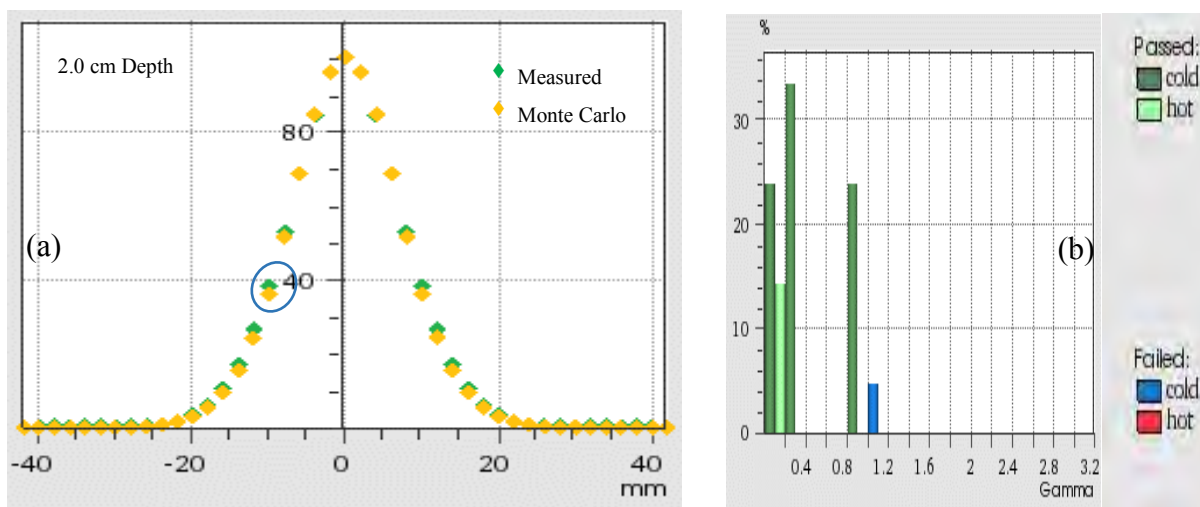 2.0 cm Depth
Measured
Monte Carlo
80
40
(a)
-40 -20 0 20 40
mm
%
30
20
10
0
0.4 0.8 1.2 1.6 2 2.4 2.8 3.2
Gamma
(b)
Passed:
cold
hot
Failed:
cold
hot